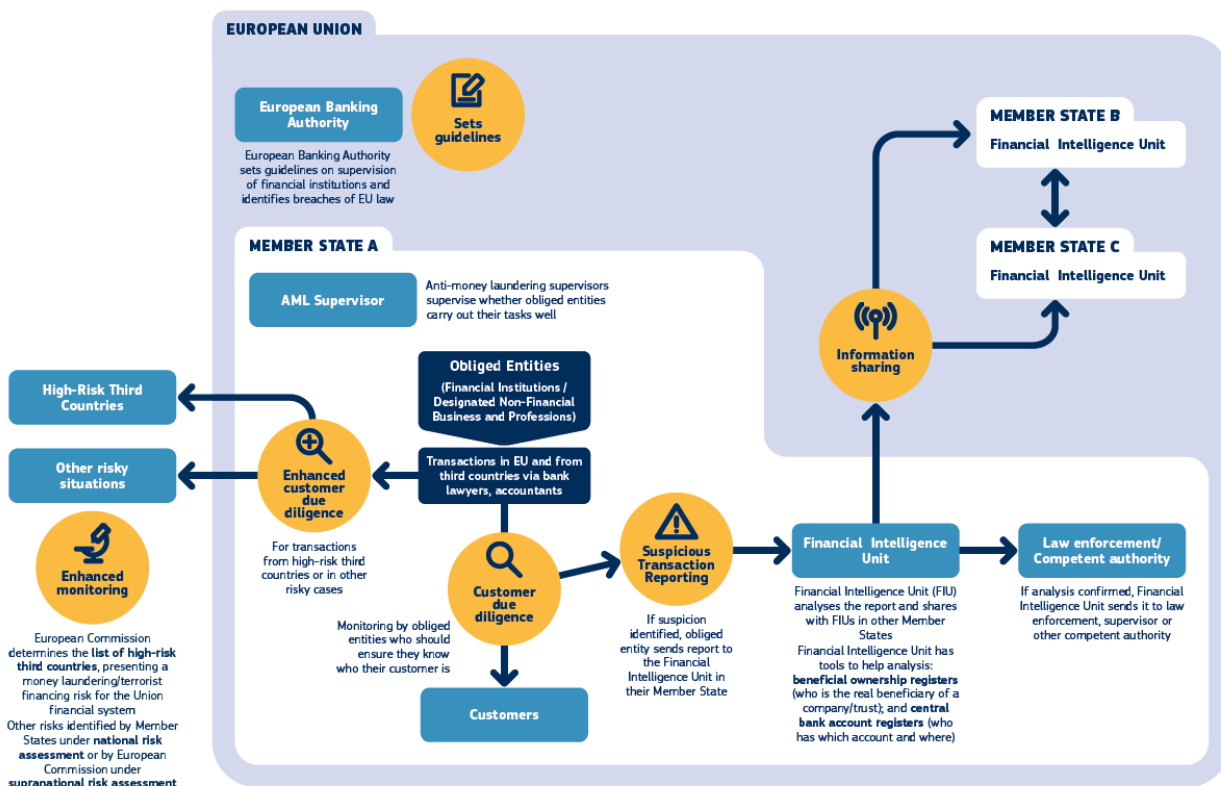 EUROPEAN UNION
European Banking
Authority
Sets
guidelines
European Banking Authority
sets guidelines on supervision
of financial institutions and
identifies breaches of EU law
MEMBER STATE B
Financial Intelligence Unit
MEMBER STATE C
Financial Intelligence Unit
Information
sharing
MEMBER STATE A
AML Supervisor
Anti-money laundering supervisors
supervise whether obliged entities
carry out their tasks well
Obliged Entities
(Financial Institutions /
Designated Non-Financial
Business and Professions)
Transactions in EU and from
third countries via bank
lawyers, accountants
High-Risk Third
Countries
Other risky
situations
Enhanced
customer
due
diligence
For transactions
from high-risk third
countries or in other
risky cases
Enhanced
monitoring
European Commission
determines the list of high-risk
third countries, presenting a
money laundering/terrorist
financing risk for the Union
financial system
Other risks identified by Member
States under national risk
assessment or by European
Commission under
supranational risk assessment
Customer
due
diligence
Monitoring by obliged
entities who should
ensure they know
who their customer is
Customers
Suspicious
Transaction
Reporting
If suspicion
identified, obliged
entity sends report to
the Financial
Intelligence Unit in
their Member State
Financial Intelligence
Unit
Financial Intelligence Unit (FIU)
analyses the report and shares
with FIUs in other Member
States
Financial Intelligence Unit has
tools to help analysis:
beneficial ownership registers
(who is the real beneficiary of a
company/trust); and central
bank account registers (who
has which account and where)
Law enforcement/
Competent authority
If analysis confirmed, Financial
Intelligence Unit sends it to law
enforcement, supervisor or
other competent authority